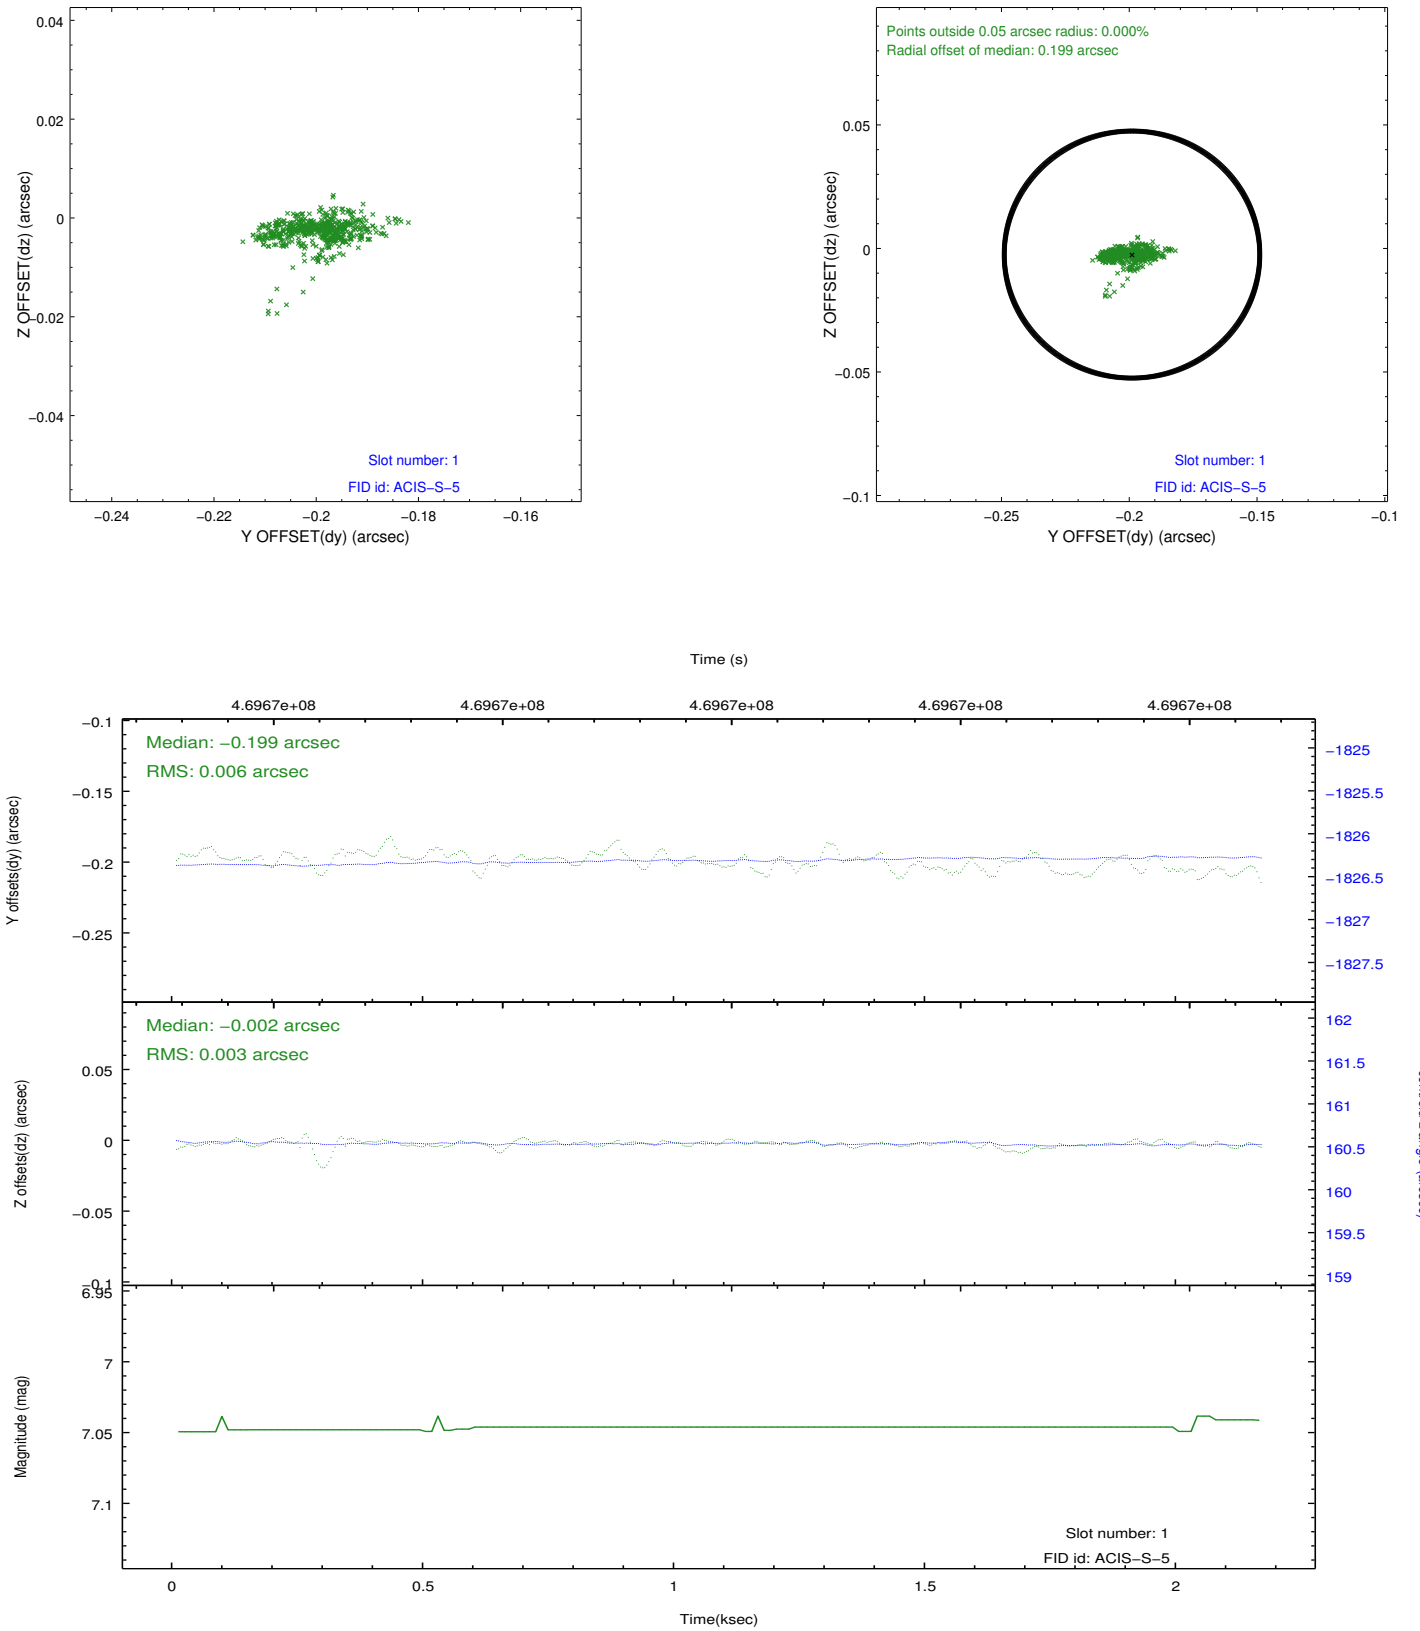 0.04
0.02
0
−0.02
−0.04
Z OFFSET(dz) (arcsec)
Slot number: 1
FID id: ACIS−S−5
−0.24 −0.22 −0.2 −0.18 −0.16
Y OFFSET(dy) (arcsec)
Points outside 0.05 arcsec radius: 0.000%
Radial offset of median: 0.199 arcsec
0.05
0
−0.05
−0.1
Z OFFSET(dz) (arcsec)
Slot number: 1
FID id: ACIS−S−5
−0.25 −0.2 −0.15 −0.1
Y OFFSET(dy) (arcsec)
Time (s)
4.6967e+08 4.6967e+08 4.6967e+08 4.6967e+08 4.6967e+08
Median: −0.199 arcsec
RMS: 0.006 arcsec
−0.1
−0.15
−0.2
−0.25
Y offsets(dy) (arcsec)
−1825
−1825.5
−1826
−1826.5
−1827
−1827.5
Median: −0.002 arcsec
RMS: 0.003 arcsec
0.05
0
−0.05
−0.1
Z offsets(dz) (arcsec)
162
161.5
161
160.5
160
159.5
159
6.95
7
7.05
7.1
Magnitude (mag)
Slot number: 1
FID id: ACIS−S−5
0 0.5 1 1.5 2
Time(ksec)